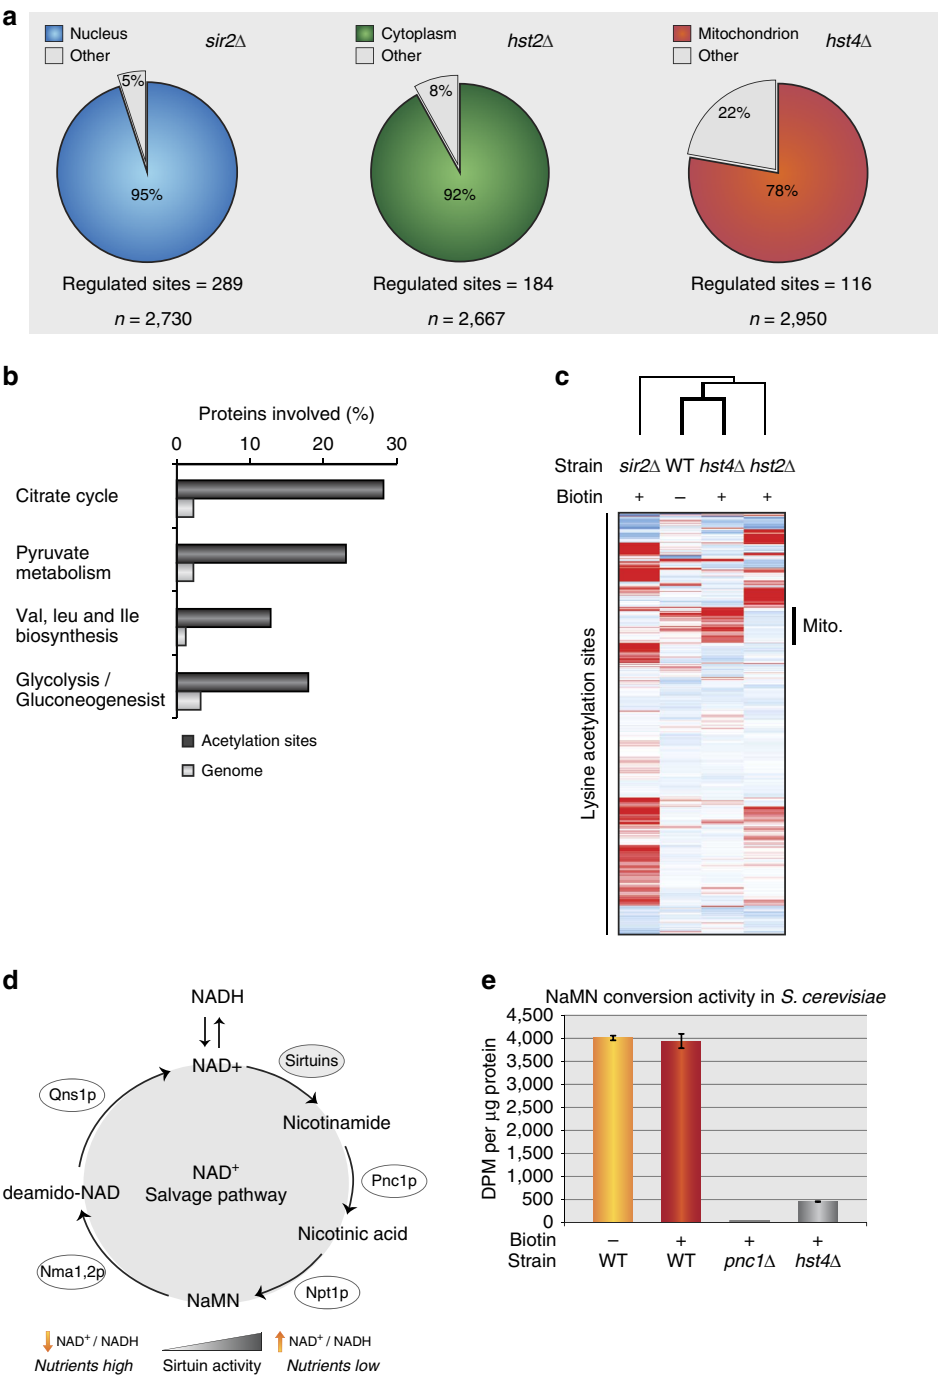 a
Nucleus
Other
sir2Δ
5%
95%
Regulated sites = 289
n = 2,730
Cytoplasm
Other
hst2Δ
8%
92%
Regulated sites = 184
n = 2,667
Mitochondrion
Other
hst4Δ
22%
78%
Regulated sites = 116
n = 2,950
b
Proteins involved (%)
0 10 20 30
Citrate cycle
Pyruvate
metabolism
Val, leu and Ile
biosynthesis
Glycolysis /
Gluconeogenesist
Acetylation sites
Genome
c
Strain sir2Δ WT hst4Δ hst2Δ
Biotin + – + +
Lysine acetylation sites
Mito.
d
NADH
NAD+
Sirtuins
Nicotinamide
Pnc1p
Nicotinic acid
Npt1p
NaMN
Nma1,2p
deamido-NAD
Qns1p
NAD⁺
Salvage pathway
NAD⁺ / NADH
Nutrients high
Sirtuin activity
NAD⁺ / NADH
Nutrients low
e
NaMN conversion activity in S. cerevisiae
DPM per μg protein
4,500
4,000
3,500
3,000
2,500
2,000
1,500
1,000
500
0
Biotin – + + +
Strain WT WT pnc1Δ hst4Δ